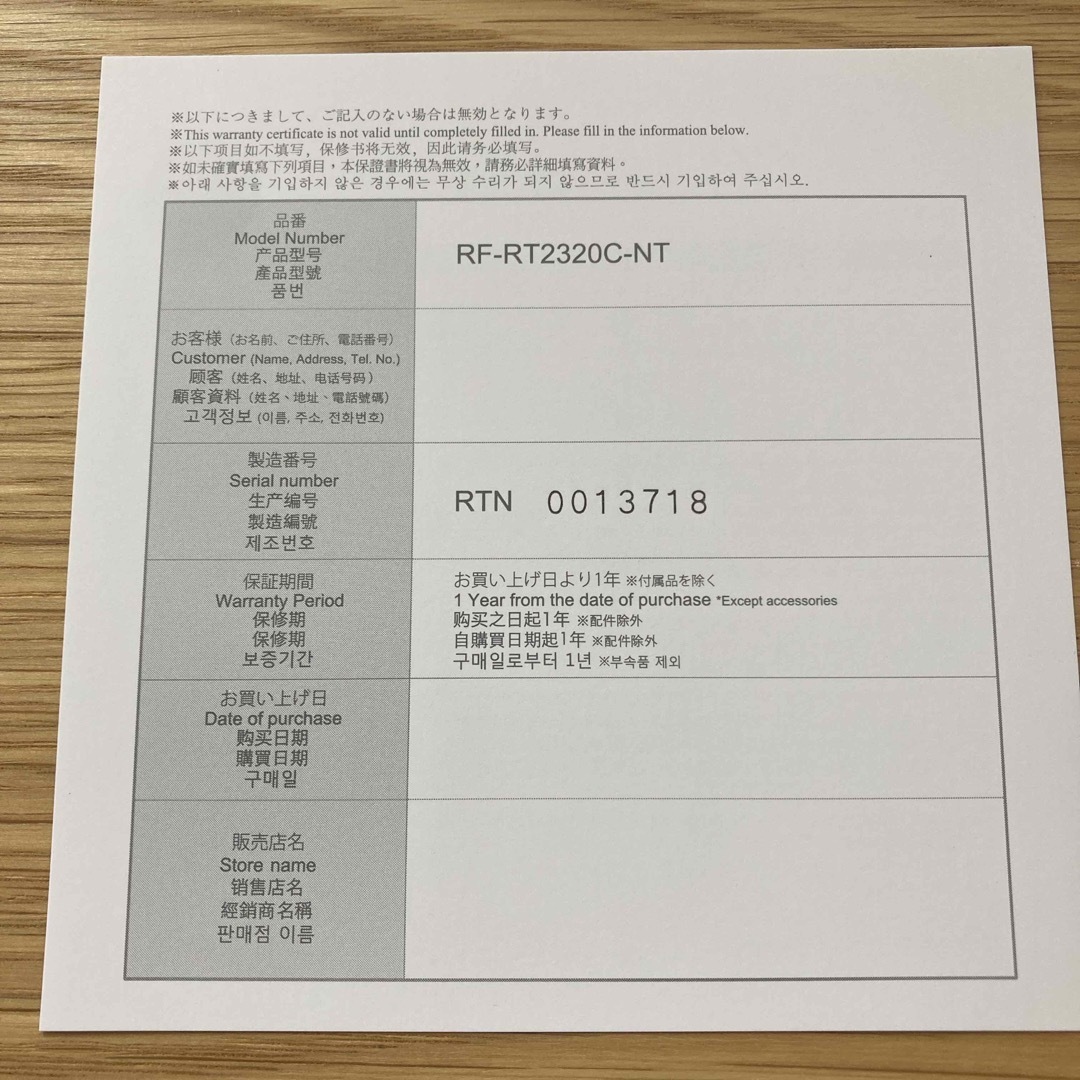 ※以下につきまして、ご記入のない場合は無効となります。
※This warranty certificate is not valid until completely filled in. Please fill in the information below.
※以下项目如不填写，保修书将无效，因此请务必填写。
※如未確實填寫下列項目，本保證書將視為無效，請務必詳細填寫資料。
※아래 사항을 기입하지 않은 경우에는 무상 수리가 되지 않으므로 반드시 기입하여 주십시오.
品番
Model Number
产品型号
產品型號
품번
RF-RT2320C-NT
お客様（お名前、ご住所、電話番号）
Customer (Name, Address, Tel. No.)
顾客（姓名、地址、电话号码）
顧客資料（姓名、地址、電話號碼）
고객정보 (이름, 주소, 전화번호)
製造番号
Serial number
生产编号
製造編號
제조번호
RTN 0013718
保証期間
Warranty Period
保修期
保修期
보증기간
お買い上げ日より1年 ※付属品を除く
1 Year from the date of purchase *Except accessories
购买之日起1年 ※配件除外
自購買日期起1年 ※配件除外
구매일로부터 1년 ※부속품 제외
お買い上げ日
Date of purchase
购买日期
購買日期
구매일
販売店名
Store name
销售店名
經銷商名稱
판매점 이름